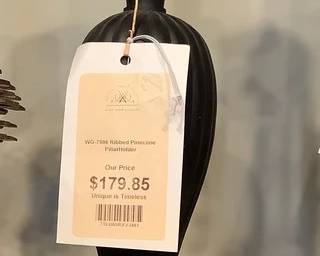 WG-7986 Ribbed Pinecone
PillarHolder
Our Price
$179.85
Unique is Timeless